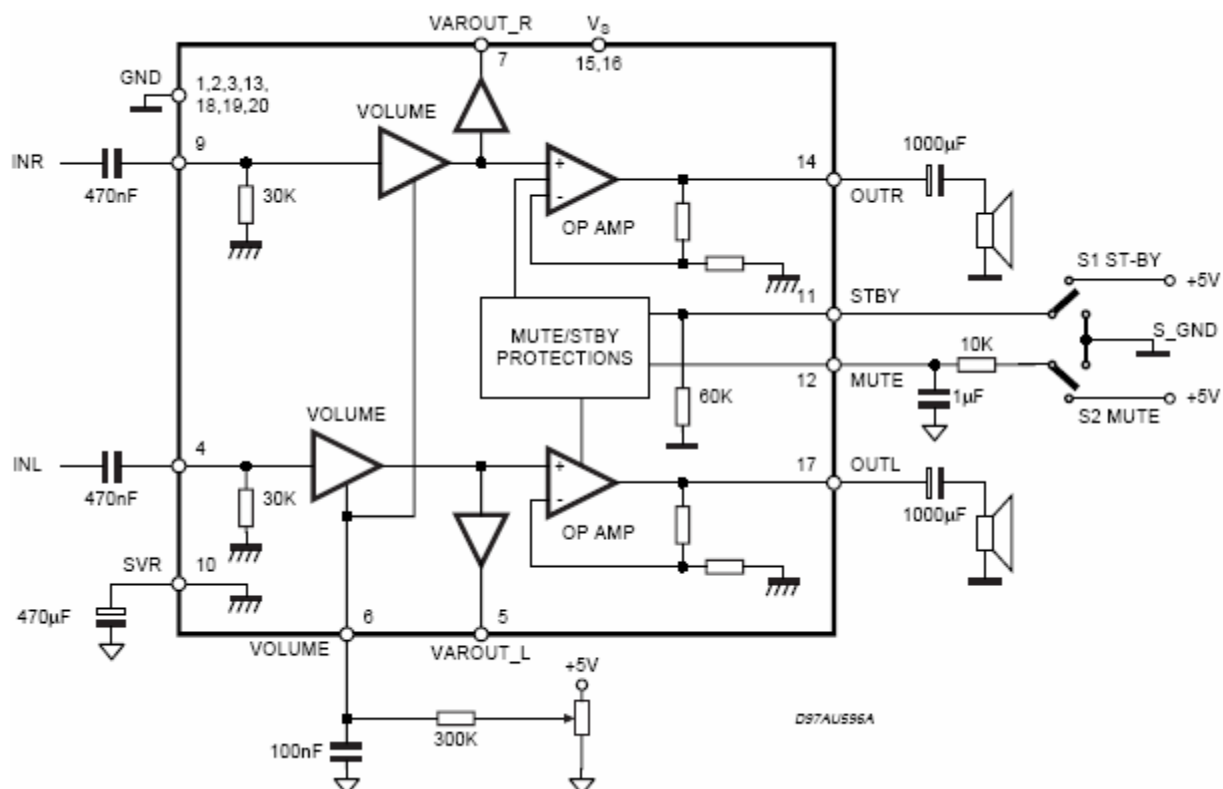 VAROUT_R
VS
7
15,16
GND
1,2,3,13,
18,19,20
VOLUME
INR
470nF
9
30K
+
-
OP AMP
14
OUTR
1000µF
S1 ST-BY
+5V
11
STBY
S_GND
MUTE/STBY
PROTECTIONS
12
MUTE
10K
1µF
+5V
S2 MUTE
60K
VOLUME
INL
470nF
4
30K
+
-
OP AMP
17
OUTL
1000µF
SVR
10
470µF
6
5
VOLUME
VAROUT_L
+5V
300K
100nF
D97AU596A